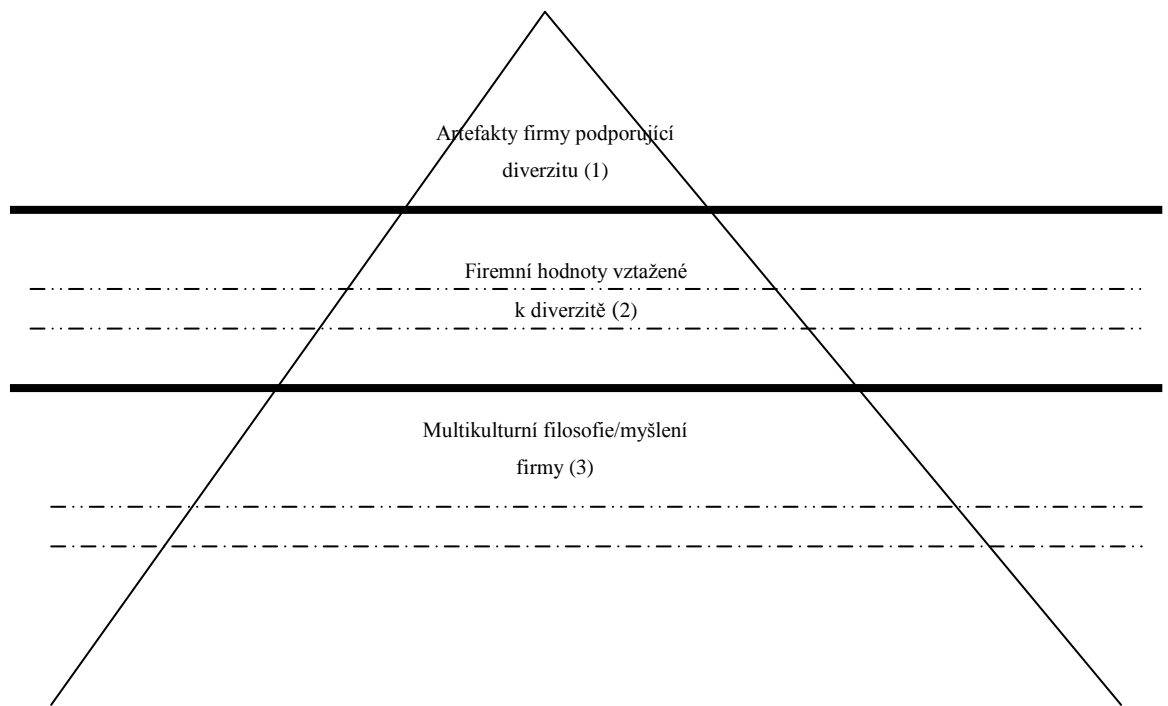 Artefakty firmy podporující
diverzitu (1)
Firemní hodnoty vztažené
k diverzitě (2)
Multikulturní filosofie/myšlení
firmy (3)